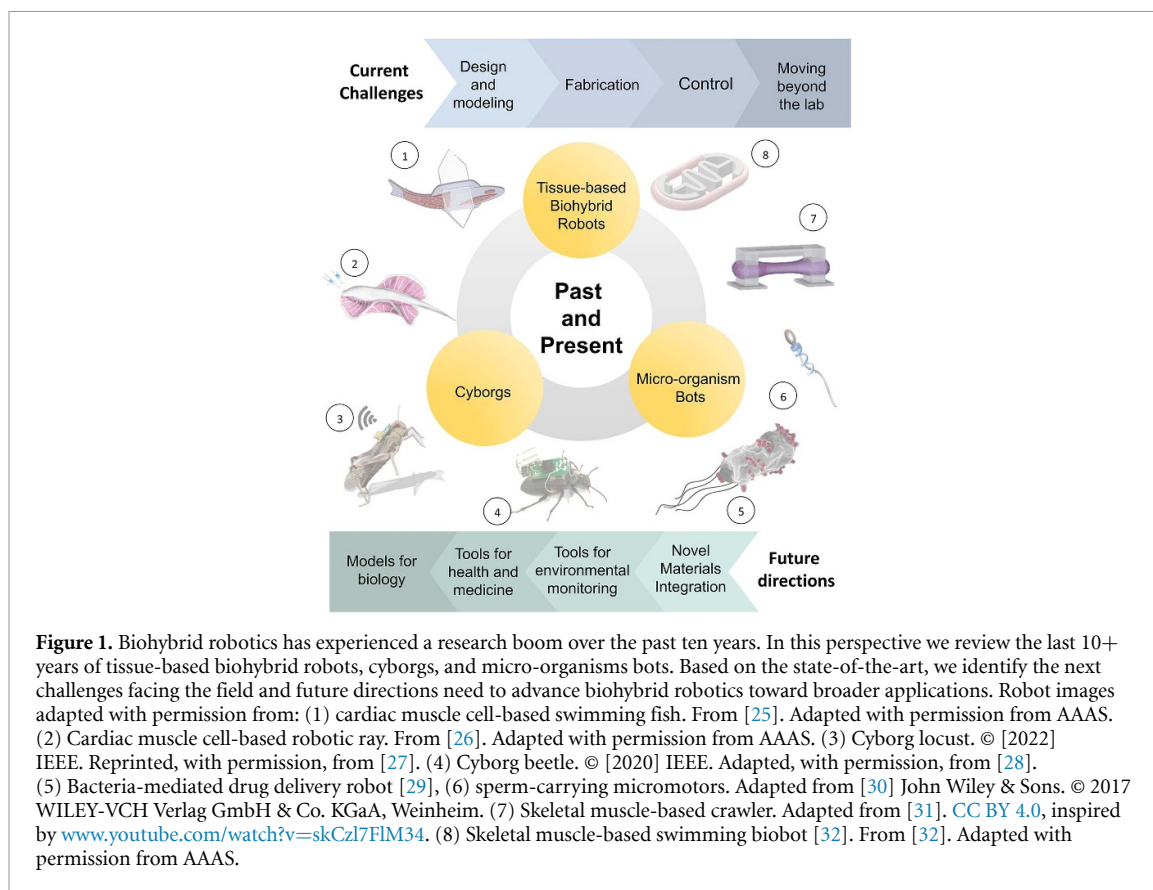 Current
Challenges
Design
and
modeling
Fabrication
Control
Moving
beyond
the lab
1
8
Tissue-based
Biohybrid
Robots
7
2
Past
and
Present
Cyborgs
Micro-organism
Bots
6
3
4
5
Models for
biology
Tools for
health and
medicine
Tools for
environmental
monitoring
Novel
Materials
Integration
Future
directions
Figure 1. Biohybrid robotics has experienced a research boom over the past ten years. In this perspective we review the last 10+
years of tissue-based biohybrid robots, cyborgs, and micro-organisms bots. Based on the state-of-the-art, we identify the next
challenges facing the field and future directions need to advance biohybrid robotics toward broader applications. Robot images
adapted with permission from: (1) cardiac muscle cell-based swimming fish. From [25]. Adapted with permission from AAAS.
(2) Cardiac muscle cell-based robotic ray. From [26]. Adapted with permission from AAAS. (3) Cyborg locust. © [2022]
IEEE. Reprinted, with permission, from [27]. (4) Cyborg beetle. © [2020] IEEE. Adapted, with permission, from [28].
(5) Bacteria-mediated drug delivery robot [29], (6) sperm-carrying micromotors. Adapted from [30] John Wiley & Sons. © 2017
WILEY-VCH Verlag GmbH & Co. KGaA, Weinheim. (7) Skeletal muscle-based crawler. Adapted from [31]. CC BY 4.0, inspired
by www.youtube.com/watch?v=skCzl7FlM34. (8) Skeletal muscle-based swimming biobot [32]. From [32]. Adapted with
permission from AAAS.